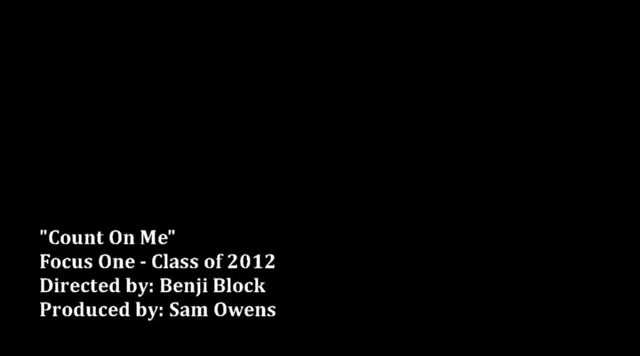 "Count On Me"
Focus One - Class of 2012
Directed by: Benji Block
Produced by: Sam Owens